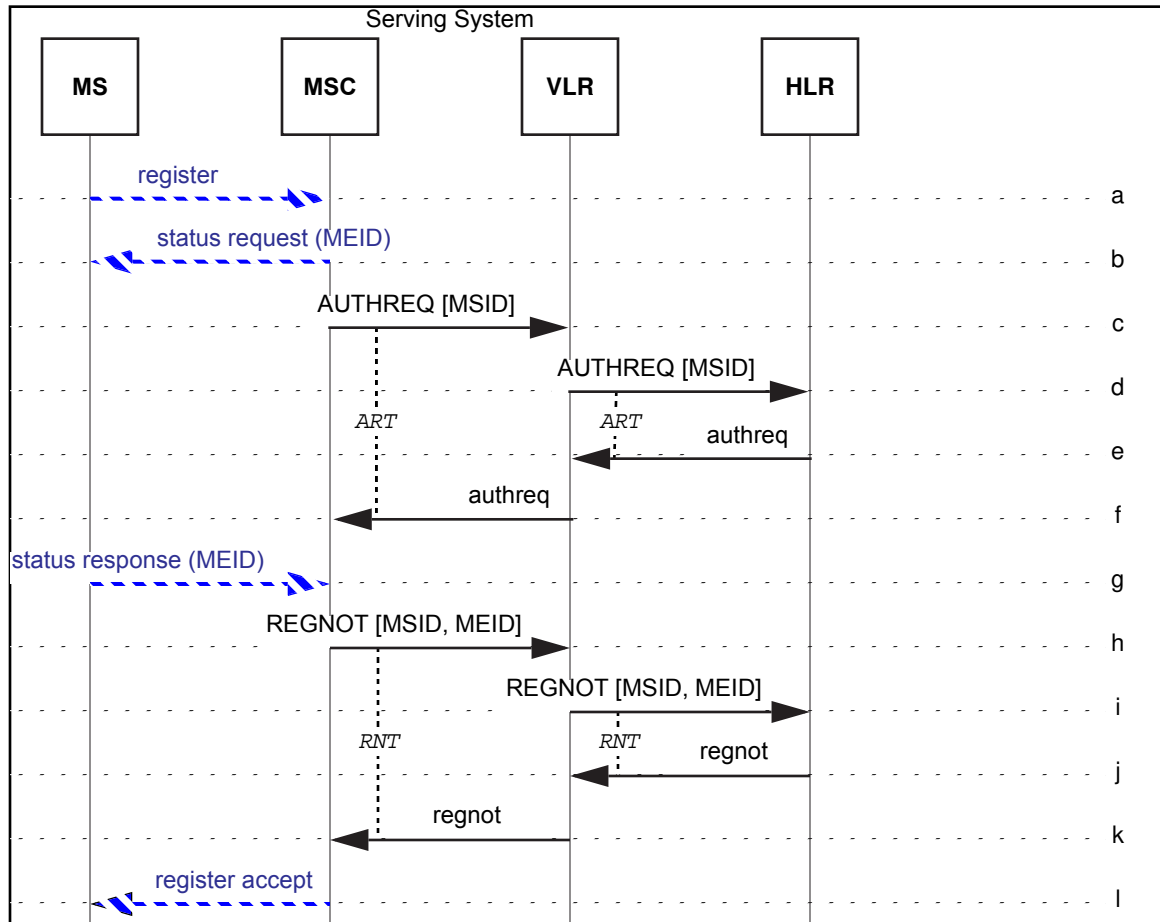 Serving System
MS MSC VLR HLR
register
a
status request (MEID)
b
AUTHREQ [MSID]
c
AUTHREQ [MSID]
d
ART ART
authreq
e
authreq
f
status response (MEID)
g
REGNOT [MSID, MEID]
h
REGNOT [MSID, MEID]
i
RNT RNT
regnot
j
regnot
k
register accept
l